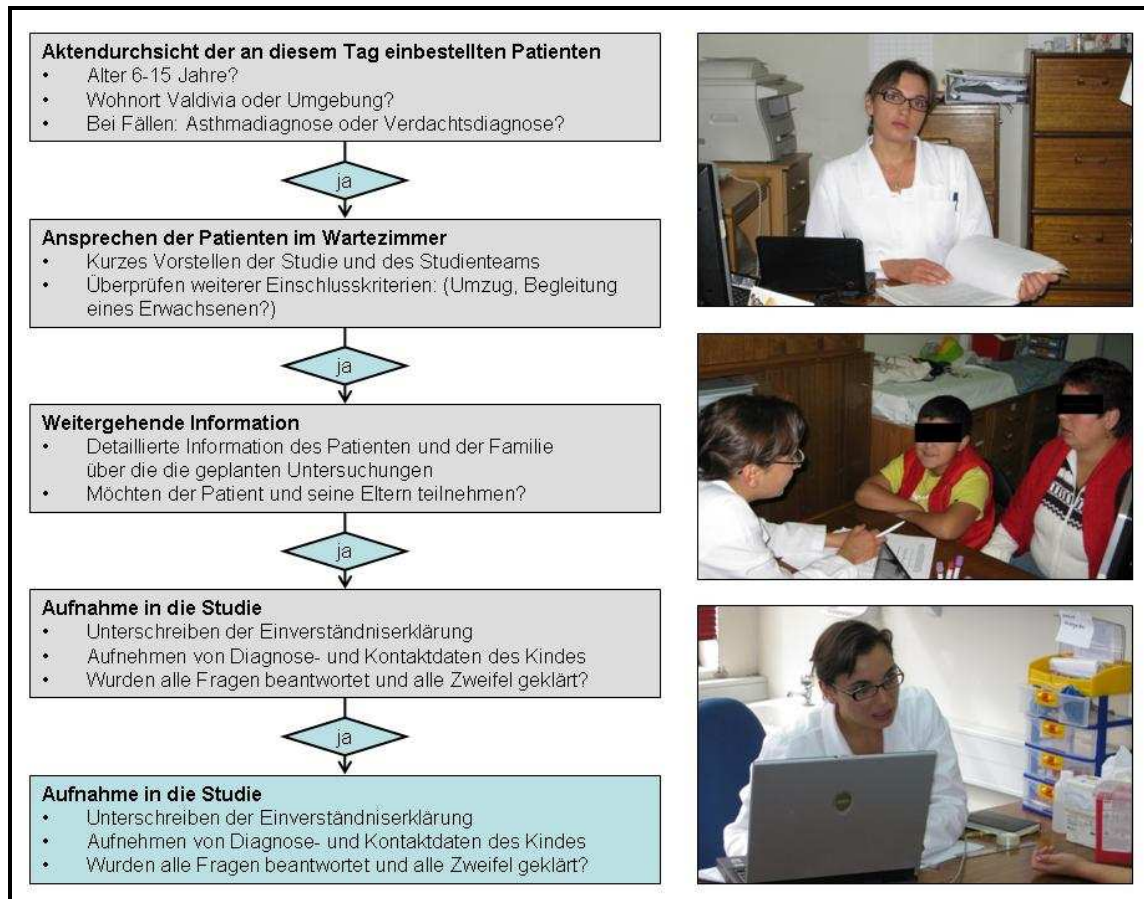 Aktendurchsicht der an diesem Tag einbestellten Patienten
• Alter 6-15 Jahre?
• Wohnort Valdivia oder Umgebung?
• Bei Fällen: Asthmadiagnose oder Verdachtsdiagnose?
ja
Ansprechen der Patienten im Wartezimmer
• Kurzes Vorstellen der Studie und des Studienteams
• Überprüfen weiterer Einschlusskriterien: (Umzug, Begleitung
eines Erwachsenen?)
ja
Weitergehende Information
• Detaillierte Information des Patienten und der Familie
über die die geplanten Untersuchungen
• Möchten der Patient und seine Eltern teilnehmen?
ja
Aufnahme in die Studie
• Unterschreiben der Einverständniserklärung
• Aufnehmen von Diagnose- und Kontaktdaten des Kindes
• Wurden alle Fragen beantwortet und alle Zweifel geklärt?
ja
Aufnahme in die Studie
• Unterschreiben der Einverständniserklärung
• Aufnehmen von Diagnose- und Kontaktdaten des Kindes
• Wurden alle Fragen beantwortet und alle Zweifel geklärt?